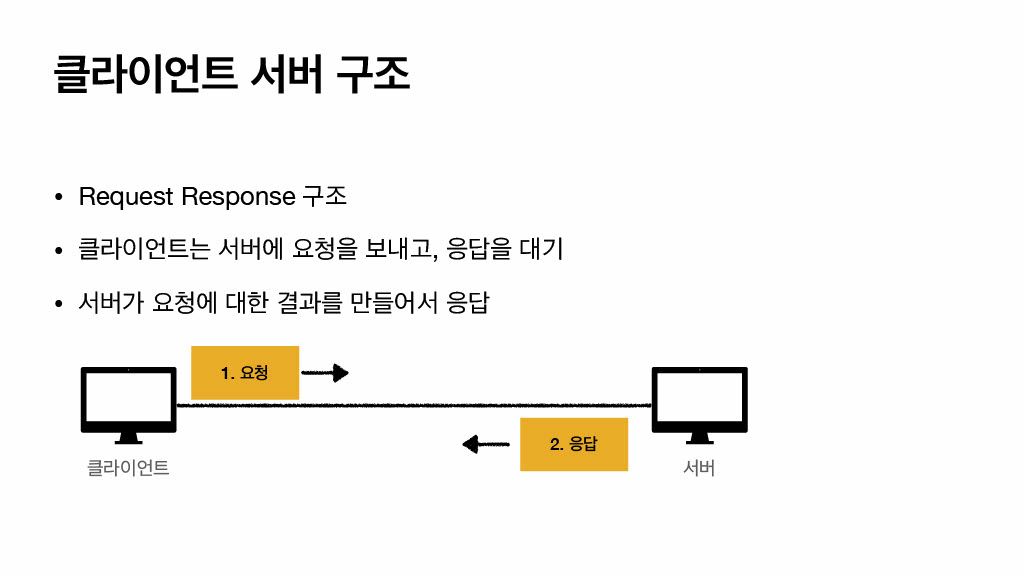 클라이언트 서버 구조
• Request Response 구조
• 클라이언트는 서버에 요청을 보내고, 응답을 대기
• 서버가 요청에 대한 결과를 만들어서 응답
1. 요청
2. 응답
클라이언트
서버